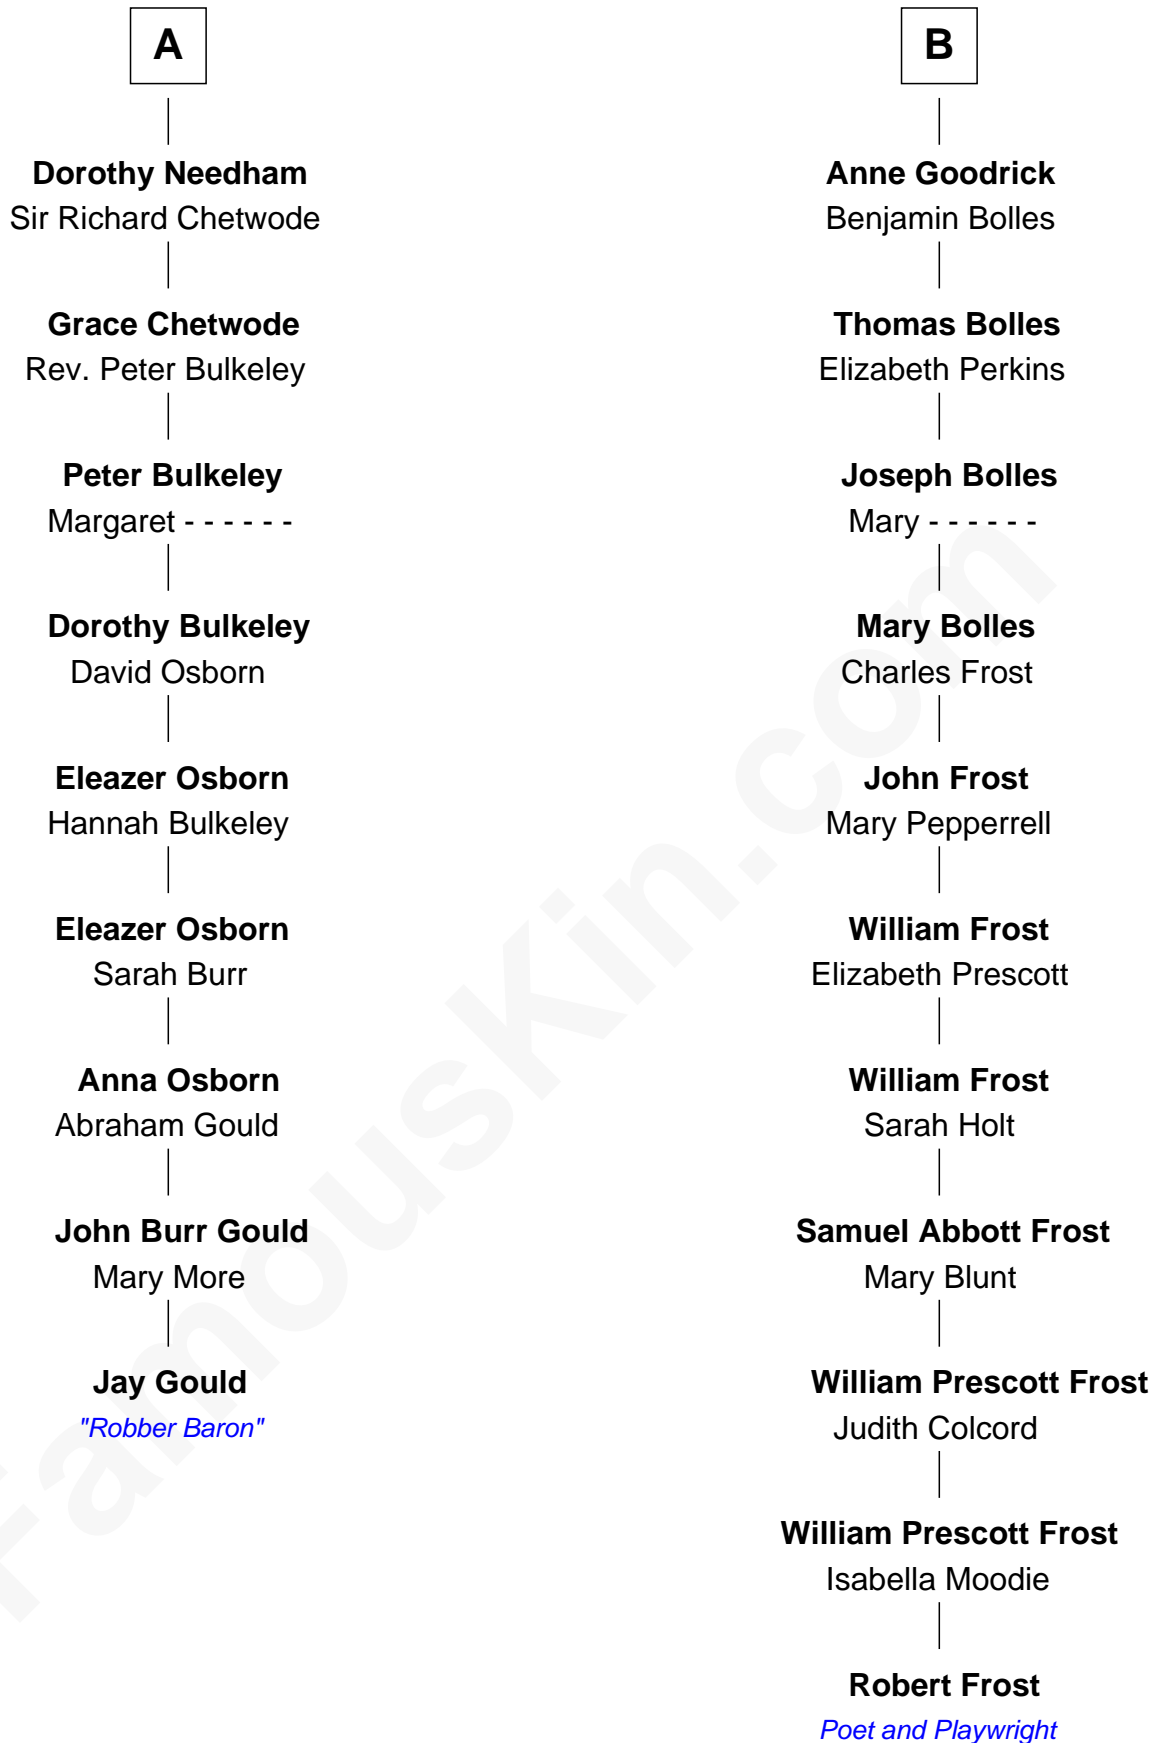 A
Dorothy Needham
Sir Richard Chetwode
Grace Chetwode
Rev. Peter Bulkeley
Peter Bulkeley
Margaret - - - - - -
Dorothy Bulkeley
David Osborn
Eleazer Osborn
Hannah Bulkeley
Eleazer Osborn
Sarah Burr
Anna Osborn
Abraham Gould
John Burr Gould
Mary More
Jay Gould
"Robber Baron"
B
Anne Goodrick
Benjamin Bolles
Thomas Bolles
Elizabeth Perkins
Joseph Bolles
Mary - - - - - -
Mary Bolles
Charles Frost
John Frost
Mary Pepperrell
William Frost
Elizabeth Prescott
William Frost
Sarah Holt
Samuel Abbott Frost
Mary Blunt
William Prescott Frost
Judith Colcord
William Prescott Frost
Isabella Moodie
Robert Frost
Poet and Playwright
FamousKin.com